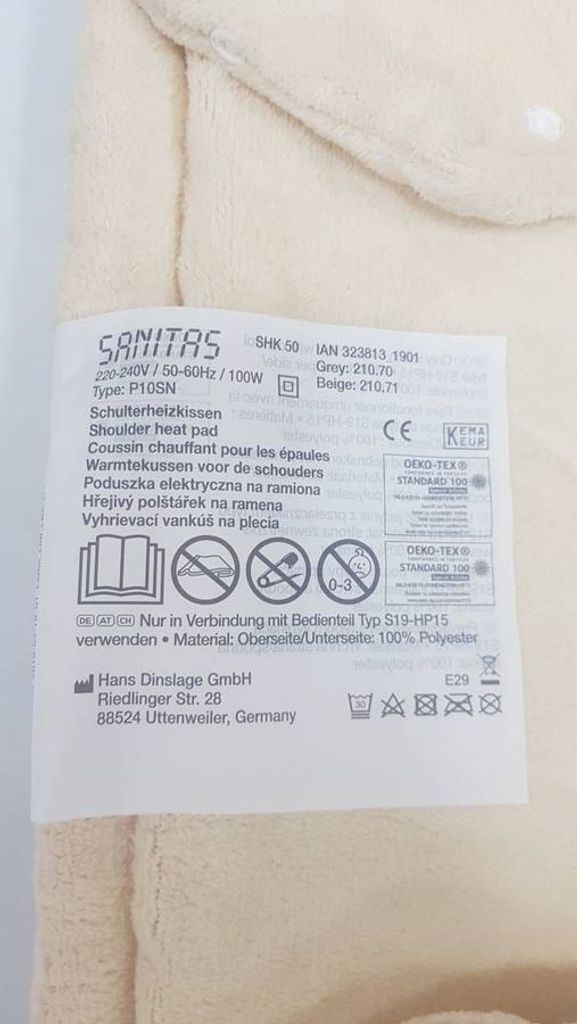 SANITAS
SHK 50
IAN 323813_1901
220-240V / 50-60Hz / 100W
Grey: 210.70
Type: P10SN
Beige: 210.71
Schulterheizkissen
Shoulder heat pad
Coussin chauffant pour les épaules
Warmtekussen voor de schouders
Poduszka elektryczna na ramiona
Hřejivý polštářek na ramena
Vyhrievací vankúš na plecia
CE
KEMA
KEUR
OEKO-TEX®
STANDARD 100
OEKO-TEX®
STANDARD 100
0-3
DE AT CH Nur in Verbindung mit Bedienteil Typ S19-HP15
verwenden • Material: Oberseite/Unterseite: 100% Polyester
Hans Dinslage GmbH
Riedlinger Str. 28
88524 Uttenweiler, Germany
E29
30